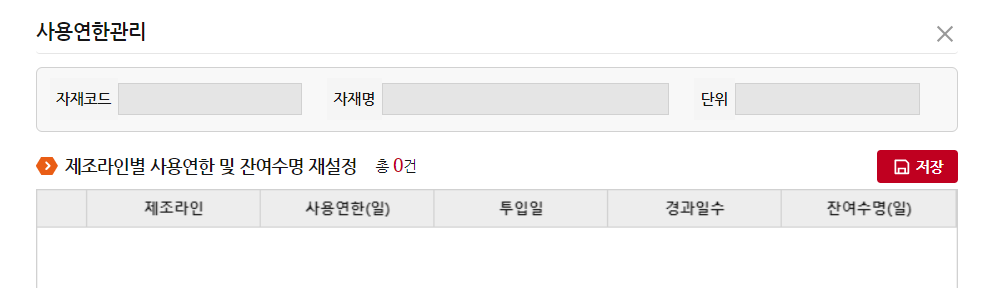 사용연한관리
자재코드 자재명 단위
제조라인별 사용연한 및 잔여수명 재설정 총 0건 저장
제조라인 사용연한(일) 투입일 경과일수 잔여수명(일)